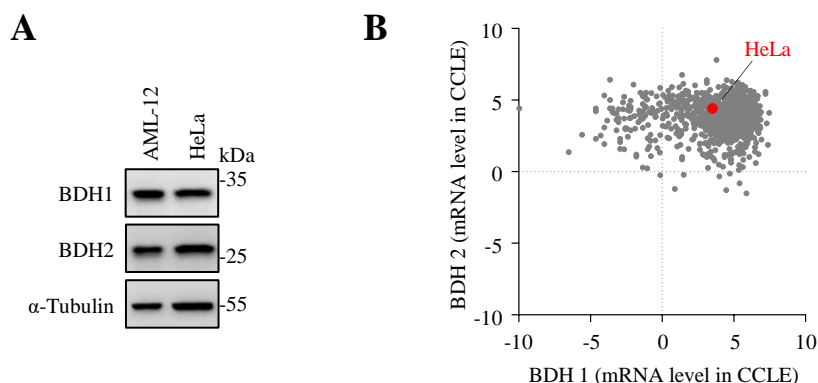 A
AML-12
HeLa
kDa
BDH1
-35
BDH2
-25
α-Tubulin
-55
B
BDH 2 (mRNA level in CCLE)
10
5
0
-5
-10
HeLa
-10
-5
0
5
10
BDH 1 (mRNA level in CCLE)